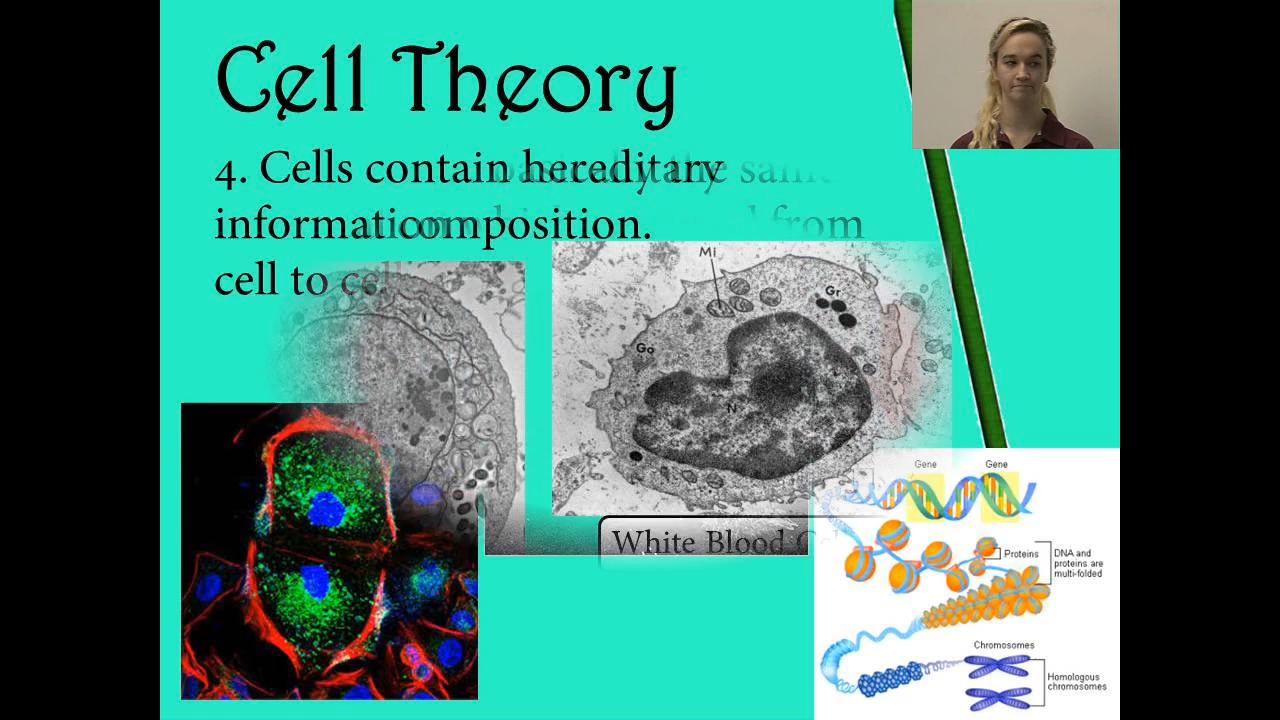 Cell Theory
4. Cells contain hereditary
information
composition. from
cell to cell
Mi
Gr
Go
N
White Blood
Gene Gene
Proteins
DNA and
proteins are
multi-folded
Chromosomes
Homologous
chromosomes